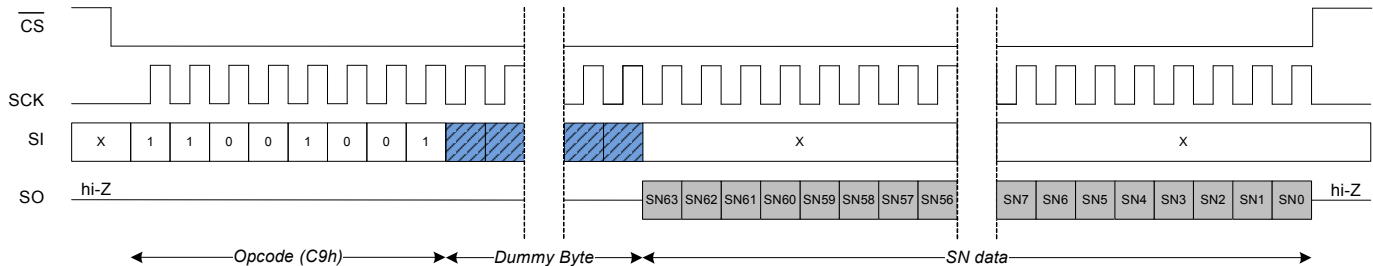 CS
SCK
SI X 1 1 0 0 1 0 0 1 X X
SO hi-Z SN63 SN62 SN61 SN60 SN59 SN58 SN57 SN56 SN7 SN6 SN5 SN4 SN3 SN2 SN1 SN0 hi-Z
Opcode (C9h) Dummy Byte SN data